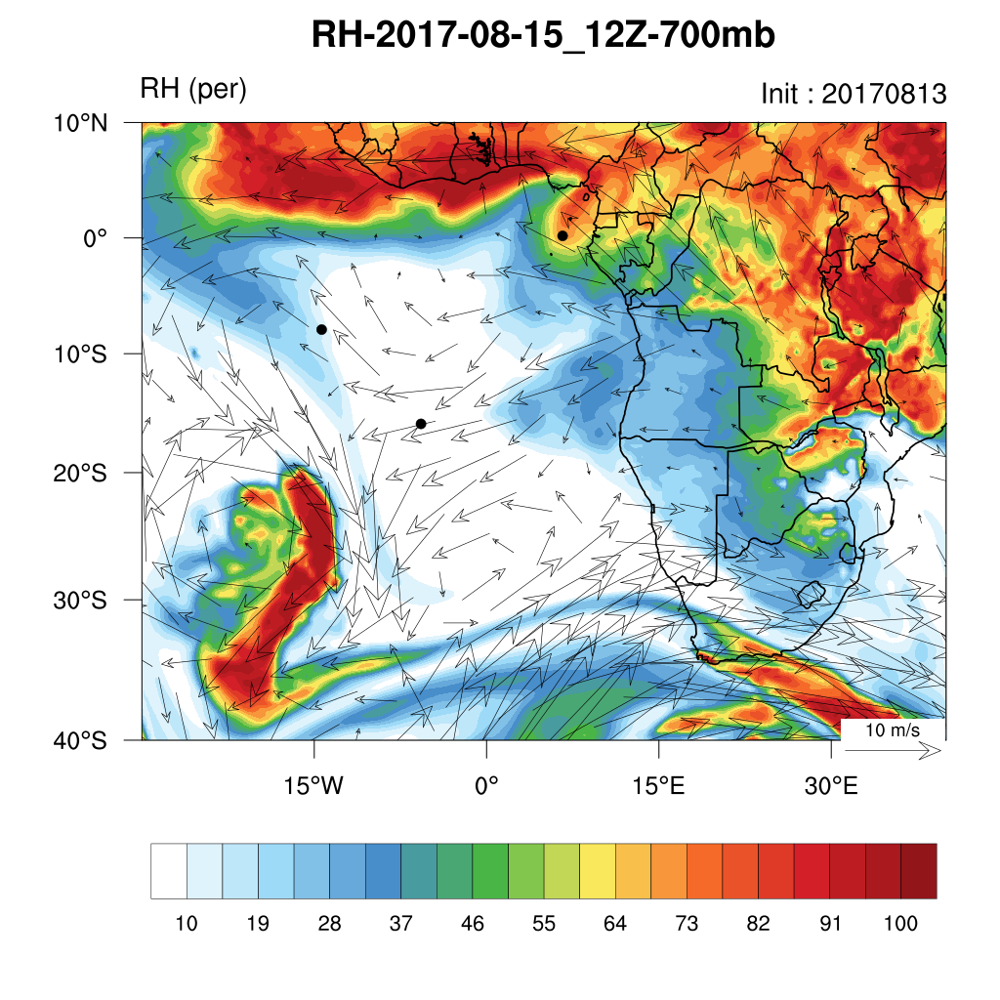 RH-2017-08-15_12Z-700mb
RH (per)
Init : 20170813
10°N
0°
10°S
20°S
30°S
40°S
10 m/s
15°W 0° 15°E 30°E
10 19 28 37 46 55 64 73 82 91 100